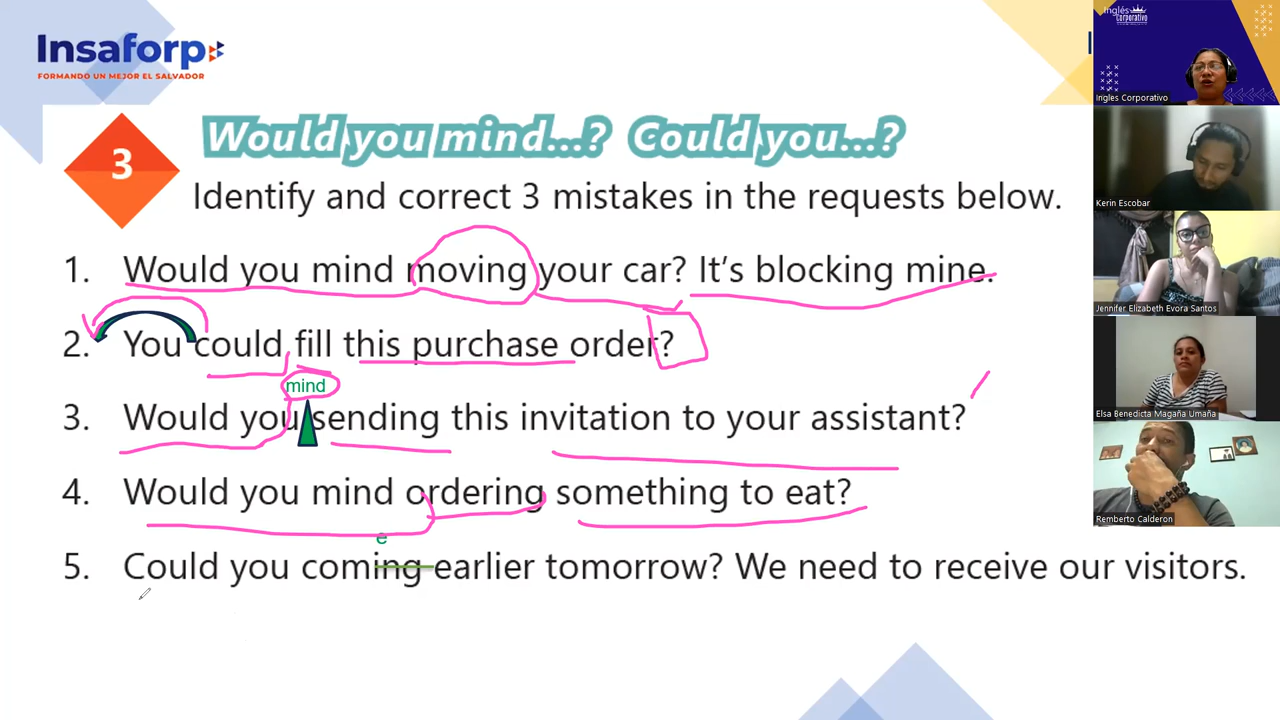 Insaforp
FORMANDO UN MEJOR EL SALVADOR
3
Would you mind...? Could you...?
Identify and correct 3 mistakes in the requests below.
1. Would you mind moving your car? It's blocking mine.
2. You could fill this purchase order?
mind
3. Would you sending this invitation to your assistant?
4. Would you mind ordering something to eat?
e
5. Could you coming earlier tomorrow? We need to receive our visitors.
Inglés
Corporativo
Ingles Corporativo
Kerin Escobar
Jennifer Elizabeth Evora Santos
Elsa Benedicta Magaña Umaña
Remberto Calderon